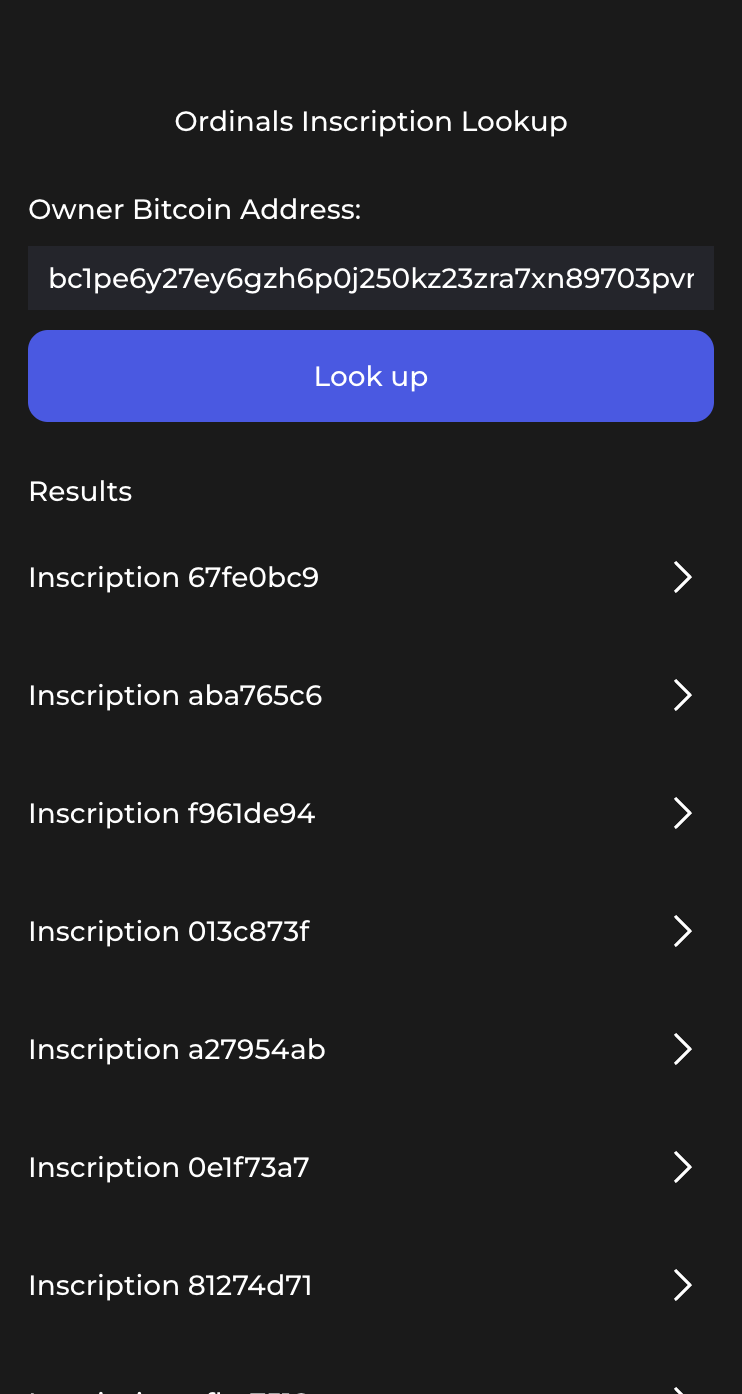 Ordinals Inscription Lookup
Owner Bitcoin Address:
bc1pe6y27ey6gzh6p0j250kz23zra7xn89703pvr
Look up
Results
Inscription 67fe0bc9
Inscription aba765c6
Inscription f961de94
Inscription 013c873f
Inscription a27954ab
Inscription 0e1f73a7
Inscription 81274d71